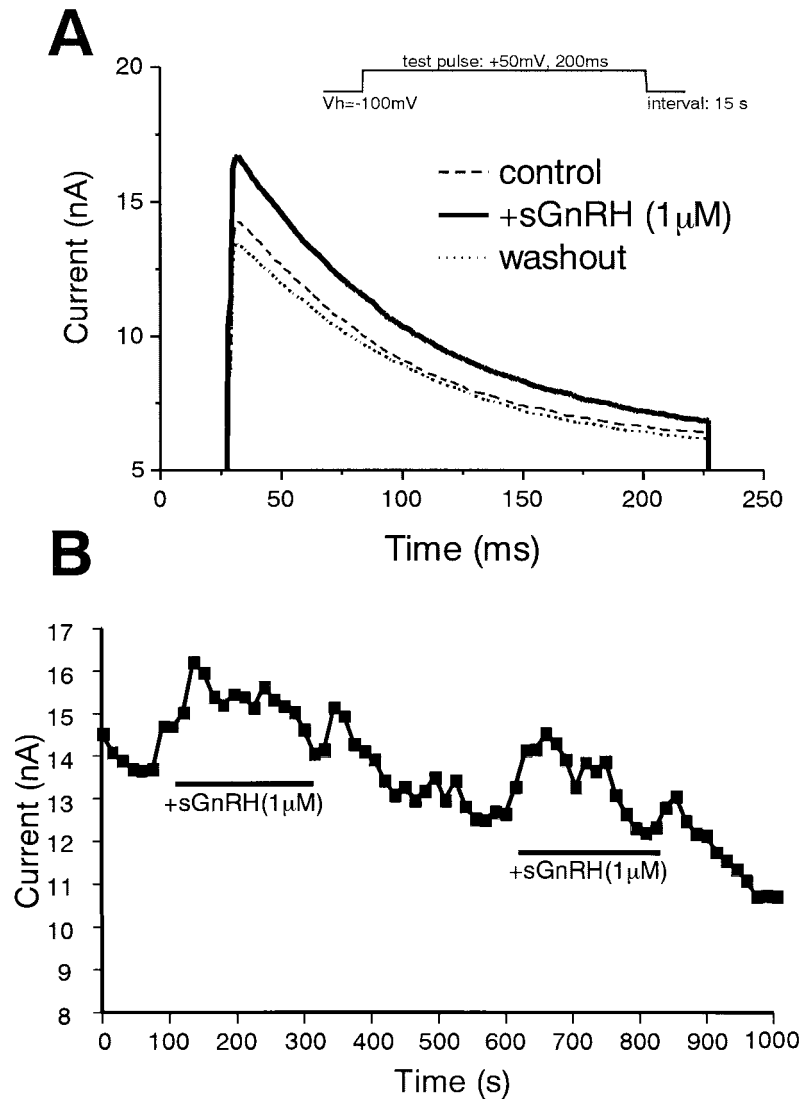 A
test pulse: +50mV, 200ms
Vh=-100mV
interval: 15 s
20
15
10
5
Current (nA)
control
+sGnRH (1μM)
washout
0
50
100
150
200
250
Time (ms)
B
17
16
15
14
13
12
11
10
9
8
Current (nA)
+sGnRH(1μM)
+sGnRH(1μM)
0
100
200
300
400
500
600
700
800
900
1000
Time (s)